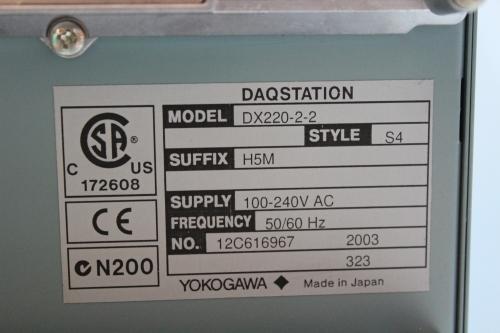 DAQSTATION
MODEL DX220-2-2
STYLE S4
SUFFIX H5M
SUPPLY 100-240V AC
FREQUENCY 50/60 Hz
NO. 12C616967 2003
323
YOKOGAWA Made in Japan
CSA ®
C US
172608
CE
N200